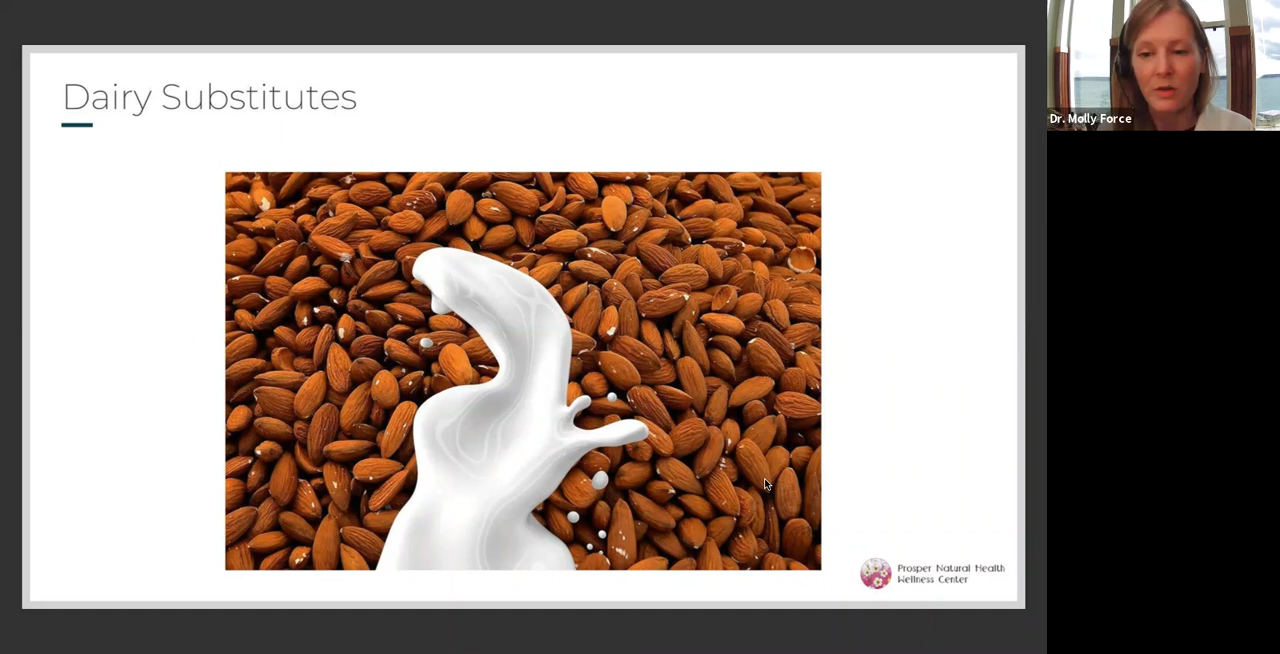 Dairy Substitutes
Dr. Molly Force
Prosper Natural Health
Wellness Center